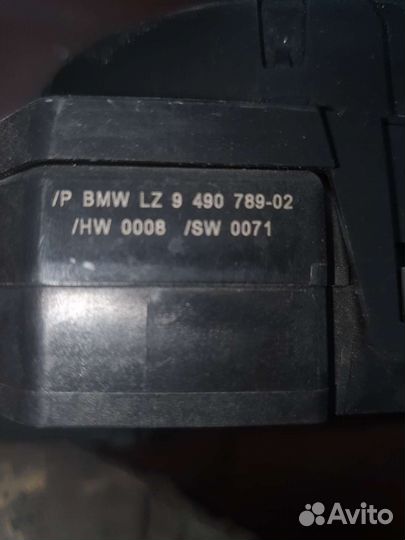 /P BMW LZ 9 490 789-02
/HW 0008 /SW 0071
Avito